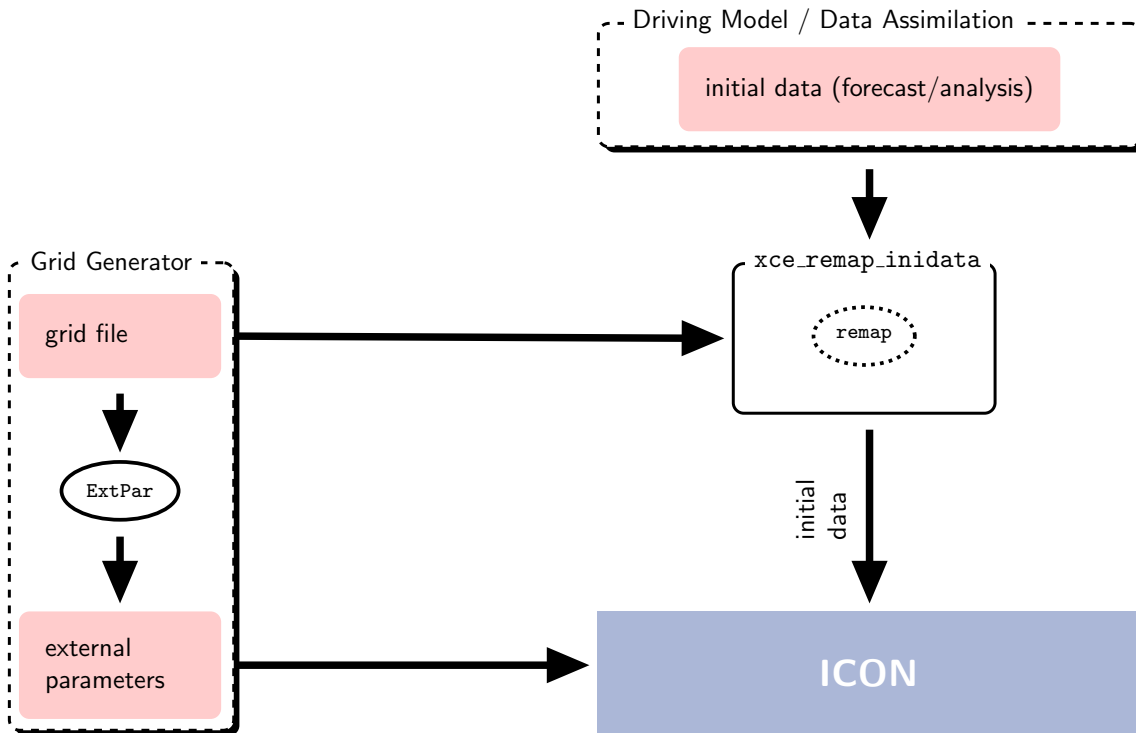 Driving Model / Data Assimilation
initial data (forecast/analysis)
xce_remap_inidata
Grid Generator
grid file
remap
ExtPar
initial
data
external
parameters
ICON